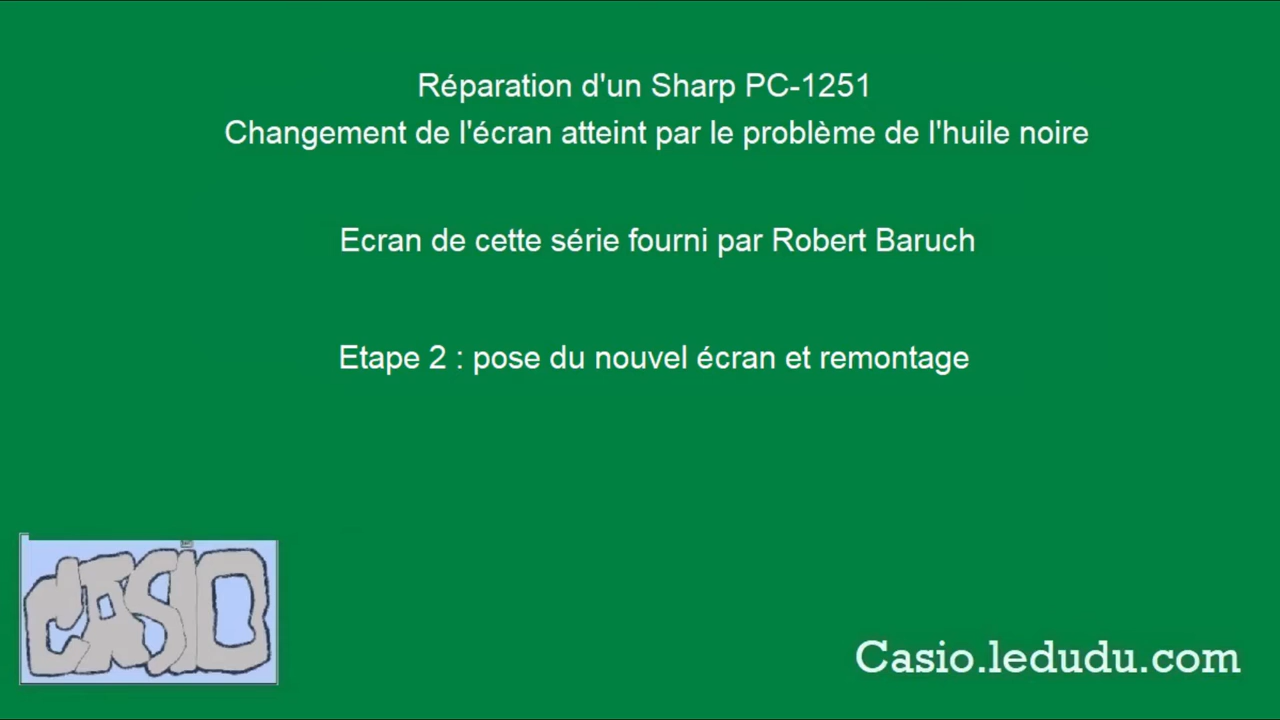 Réparation d'un Sharp PC-1251
Changement de l'écran atteint par le problème de l'huile noire
Ecran de cette série fourni par Robert Baruch
Etape 2 : pose du nouvel écran et remontage
CASIO
Casio.ledudu.com